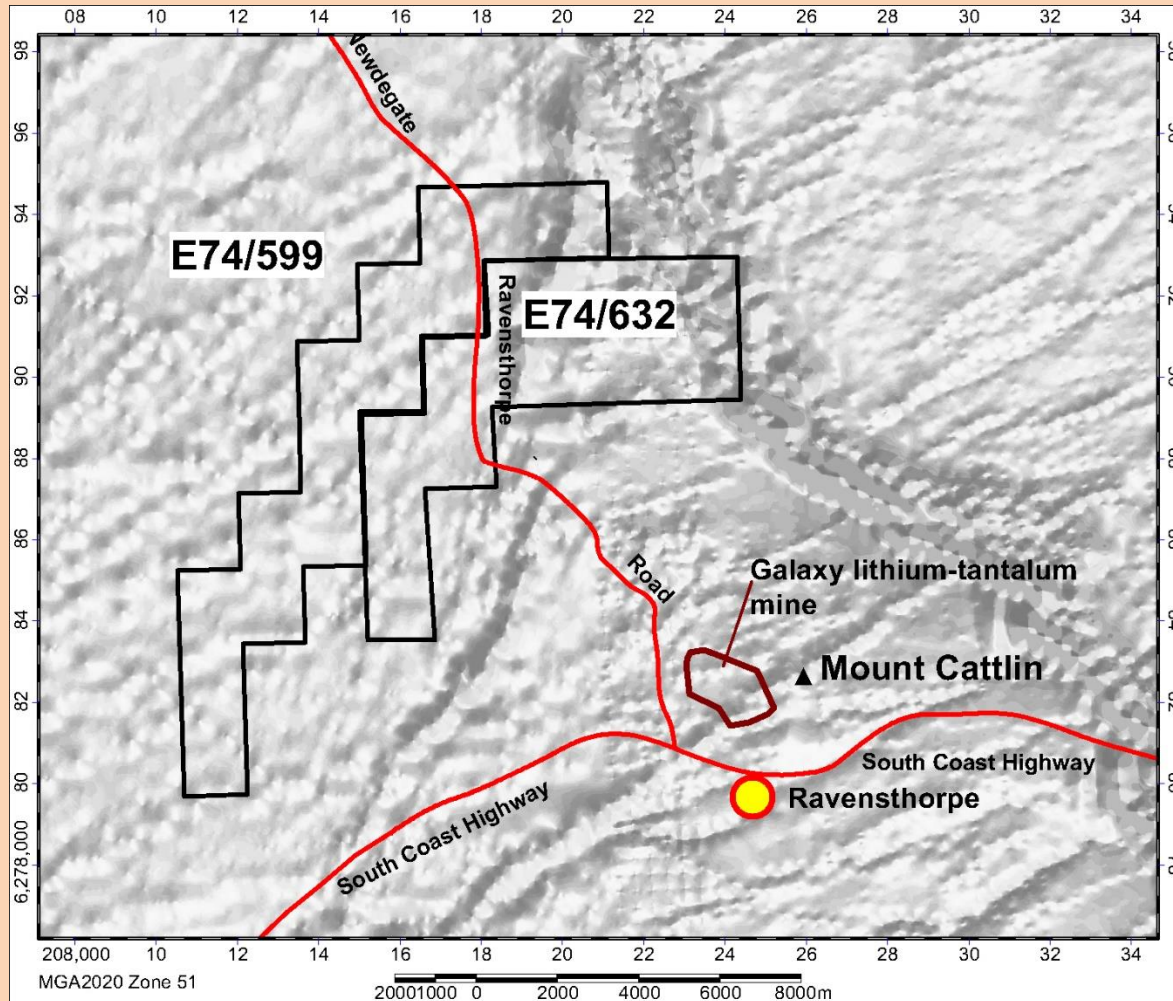 08 10 12 14 16 18 20 22 24 26 28 30 32 34
98
96
94
92
90
88
86
84
82
80
6,278,000
Newdegate
Ravensthorpe
Road
E74/599
E74/632
Galaxy lithium-tantalum
mine
Mount Cattlin
South Coast Highway
Ravensthorpe
South Coast Highway
208,000 10 12 14 16 18 20 22 24 26 28 30 32 34
MGA2020 Zone 51
20001000 0 2000 4000 6000 8000m